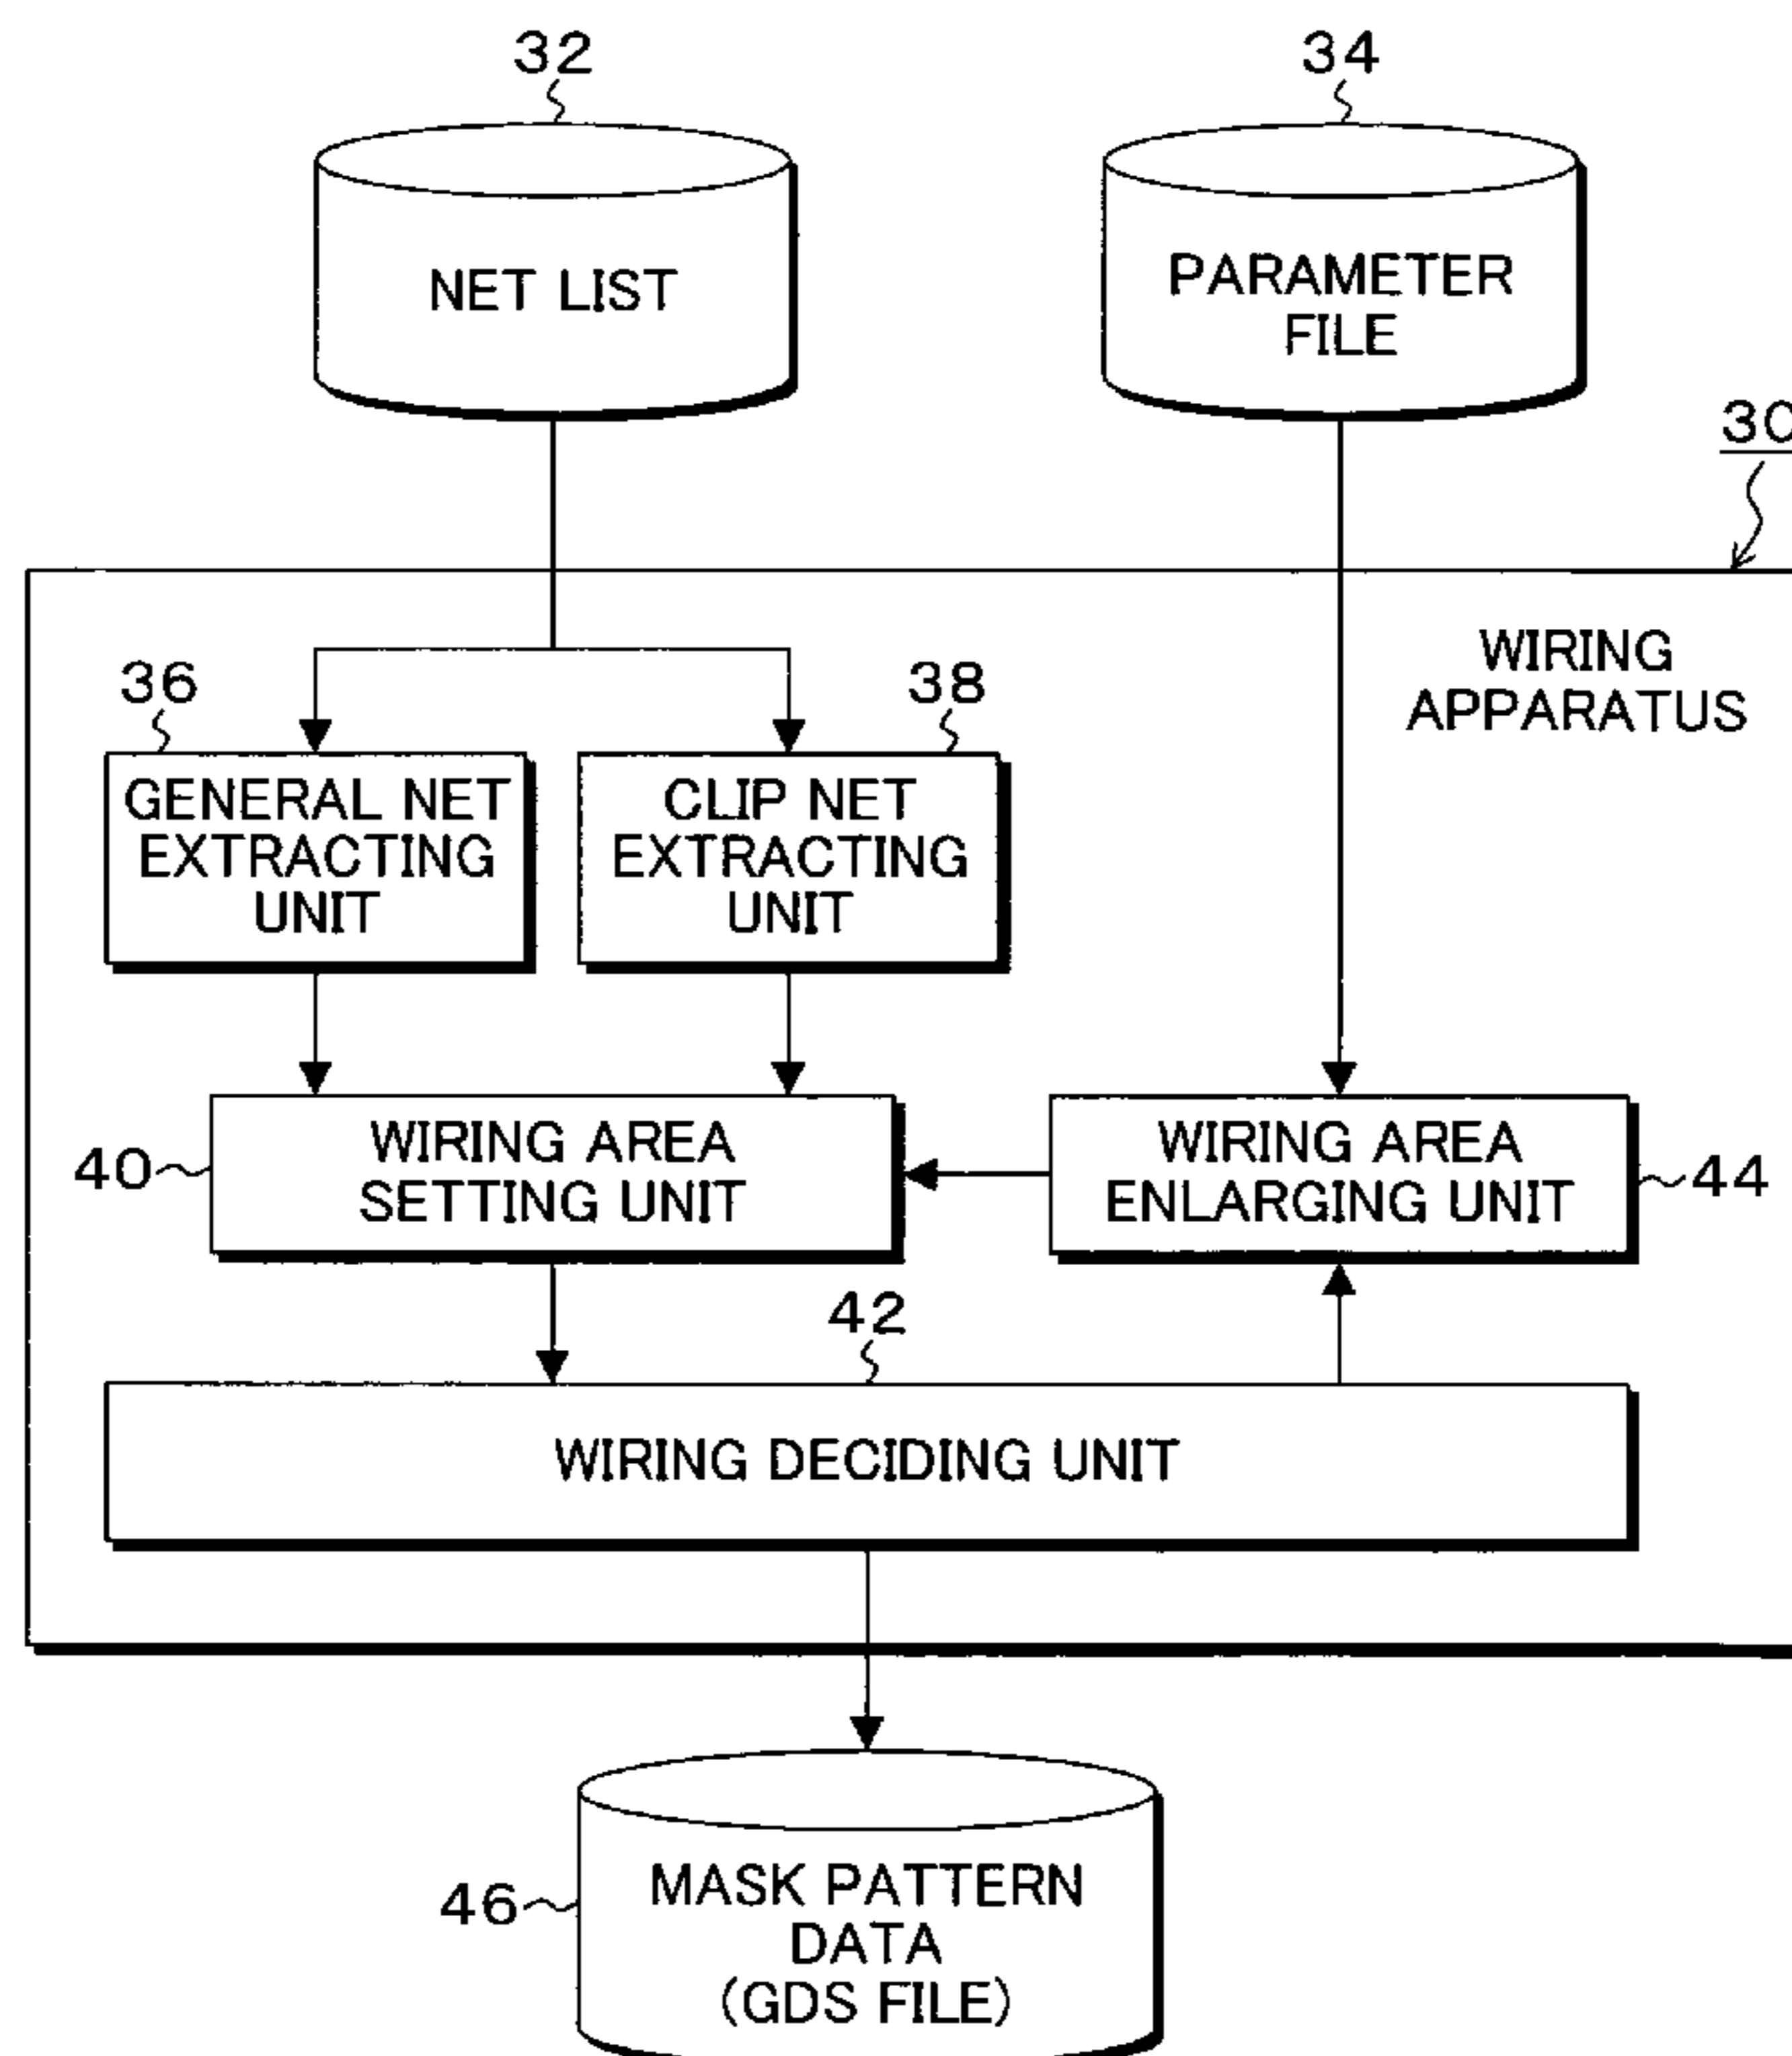 32
34
NET LIST
PARAMETER
FILE
30
WIRING
APPARATUS
36
38
GENERAL NET
EXTRACTING
UNIT
CLIP NET
EXTRACTING
UNIT
40
WIRING AREA
SETTING UNIT
WIRING AREA
ENLARGING UNIT
44
42
WIRING DECIDING UNIT
46
MASK PATTERN
DATA
(GDS FILE)